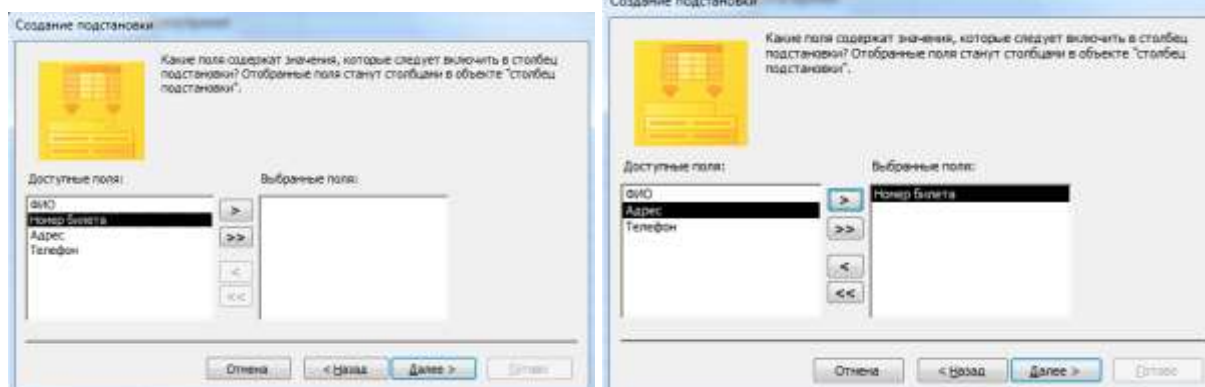 Создание подстановки
Какие поля содержат значения, которые следует включить в столбец
подстановки? Отобранные поля станут столбцами в объекте "столбец
подстановки".
Доступные поля:
Выбранные поля:
ФИО
Номер билета
Адрес
Телефон
>
>>
<
<<
Отмена
< Назад
Далее >
Готово
Создание подстановки
Какие поля содержат значения, которые следует включить в столбец
подстановки? Отобранные поля станут столбцами в объекте "столбец
подстановки".
Доступные поля:
Выбранные поля:
ФИО
Адрес
Телефон
>
>>
<
<<
Номер билета
Отмена
< Назад
Далее >
Готово